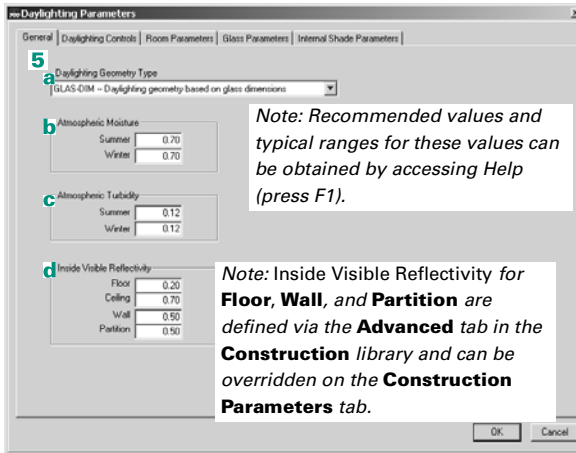 Daylighting Parameters
General | Daylighting Controls | Room Parameters | Glass Parameters | Internal Shade Parameters
5
a
Daylighting Geometry Type
GLAS-DIM -- Daylighting geometry based on glass dimensions
b
Atmospheric Moisture
Summer 0.70
Winter 0.70
Note: Recommended values and
typical ranges for these values can
be obtained by accessing Help
(press F1).
c
Atmospheric Turbidity
Summer 0.12
Winter 0.12
d
Inside Visible Reflectivity
Floor 0.20
Ceiling 0.70
Wall 0.50
Partition 0.50
Note: Inside Visible Reflectivity for
Floor, Wall, and Partition are
defined via the Advanced tab in the
Construction library and can be
overridden on the Construction
Parameters tab.
OK Cancel